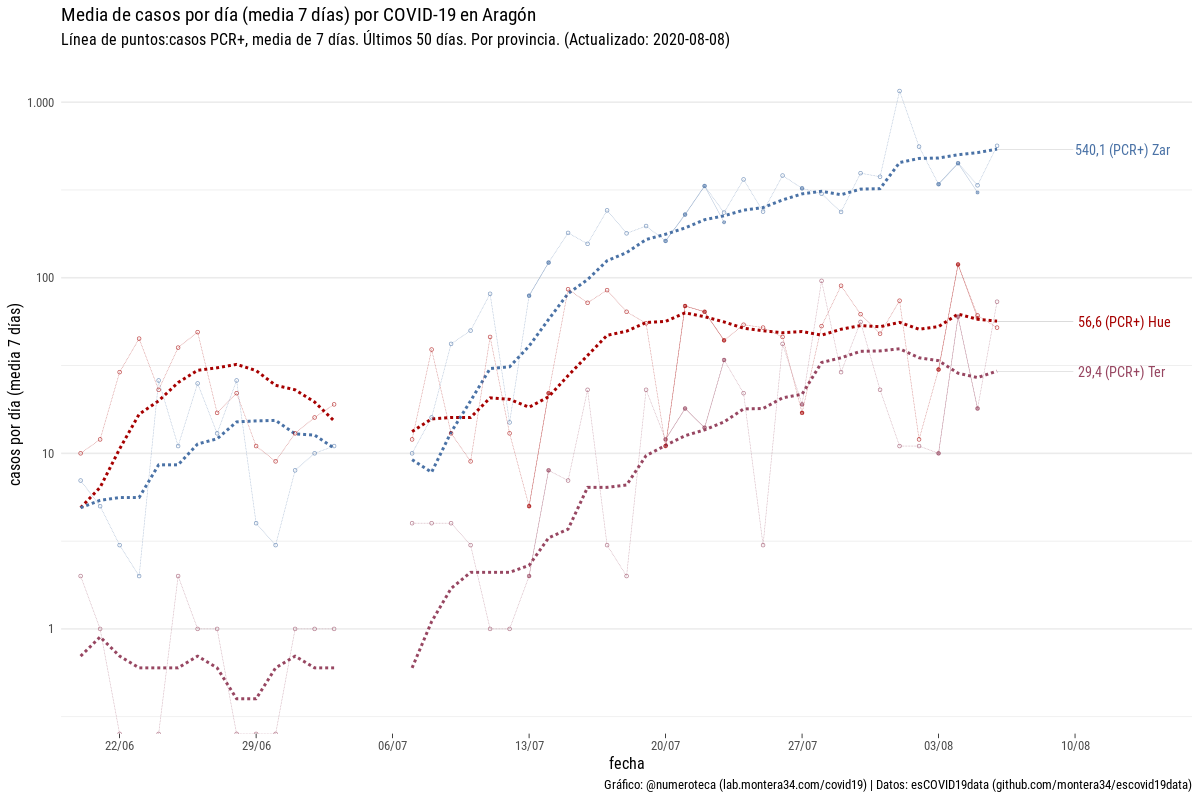 Media de casos por día (media 7 días) por COVID-19 en Aragón
Línea de puntos:casos PCR+, media de 7 días. Últimos 50 días. Por provincia. (Actualizado: 2020-08-08)
casos por día (media 7 días)
1.000
100
10
1
540,1 (PCR+) Zar
56,6 (PCR+) Hue
29,4 (PCR+) Ter
22/06
29/06
06/07
13/07
20/07
27/07
03/08
10/08
fecha
Gráfico: @numeroteca (lab.montera34.com/covid19) | Datos: esCOVID19data (github.com/montera34/escovid19data)